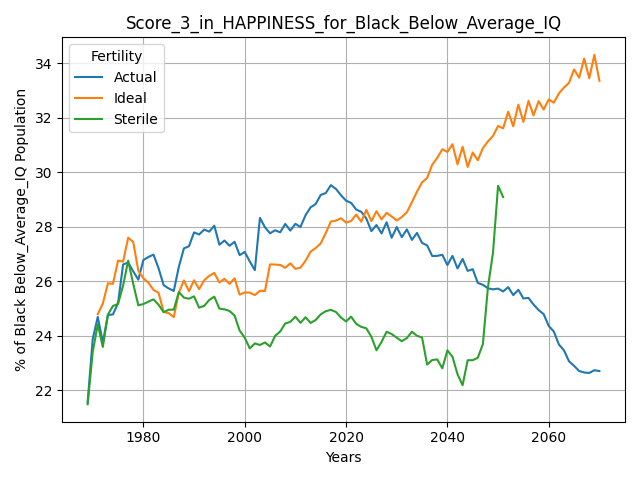 Score_3_in_HAPPINESS_for_Black_Below_Average_IQ
Fertility
Actual
Ideal
Sterile
% of Black Below_Average_IQ Population
34
32
30
28
26
24
22
1980
2000
2020
2040
2060
Years